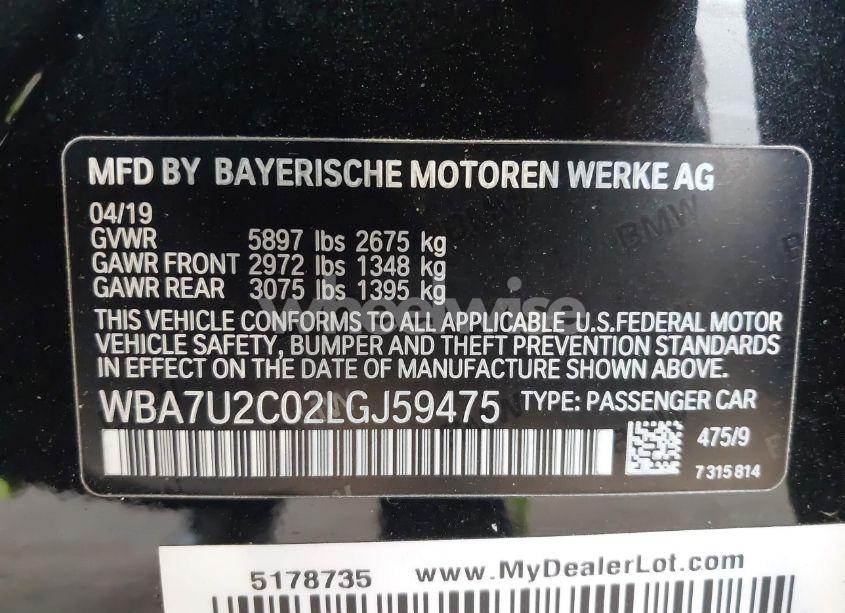 MFD BY BAYERISCHE MOTOREN WERKE AG
04/19
GVWR 5897 lbs 2675 kg
GAWR FRONT 2972 lbs 1348 kg
GAWR REAR 3075 lbs 1395 kg
wheelwise
THIS VEHICLE CONFORMS TO ALL APPLICABLE U.S.FEDERAL MOTOR
VEHICLE SAFETY, BUMPER AND THEFT PREVENTION STANDARDS
IN EFFECT ON THE DATE OF MANUFACTURE SHOWN ABOVE.
WBA7U2C02LGJ59475 TYPE: PASSENGER CAR
475/9
7315814
BMW
5178735 www.MyDealerLot.com